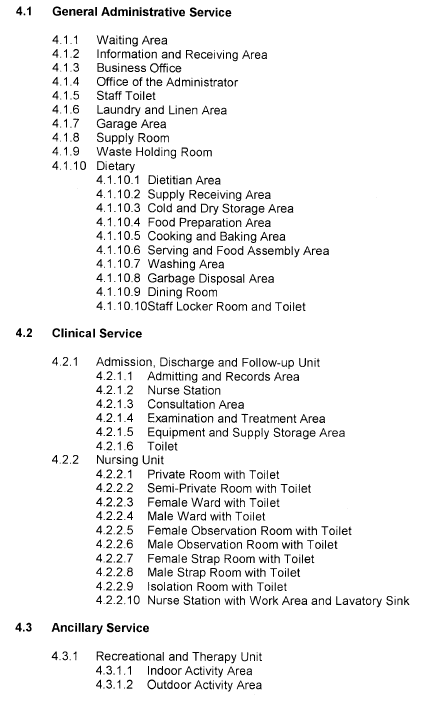 4.1 General Administrative Service
4.1.1 Waiting Area
4.1.2 Information and Receiving Area
4.1.3 Business Office
4.1.4 Office of the Administrator
4.1.5 Staff Toilet
4.1.6 Laundry and Linen Area
4.1.7 Garage Area
4.1.8 Supply Room
4.1.9 Waste Holding Room
4.1.10 Dietary
4.1.10.1 Dietitian Area
4.1.10.2 Supply Receiving Area
4.1.10.3 Cold and Dry Storage Area
4.1.10.4 Food Preparation Area
4.1.10.5 Cooking and Baking Area
4.1.10.6 Serving and Food Assembly Area
4.1.10.7 Washing Area
4.1.10.8 Garbage Disposal Area
4.1.10.9 Dining Room
4.1.10.10Staff Locker Room and Toilet
4.2 Clinical Service
4.2.1 Admission, Discharge and Follow-up Unit
4.2.1.1 Admitting and Records Area
4.2.1.2 Nurse Station
4.2.1.3 Consultation Area
4.2.1.4 Examination and Treatment Area
4.2.1.5 Equipment and Supply Storage Area
4.2.1.6 Toilet
4.2.2 Nursing Unit
4.2.2.1 Private Room with Toilet
4.2.2.2 Semi-Private Room with Toilet
4.2.2.3 Female Ward with Toilet
4.2.2.4 Male Ward with Toilet
4.2.2.5 Female Observation Room with Toilet
4.2.2.6 Male Observation Room with Toilet
4.2.2.7 Female Strap Room with Toilet
4.2.2.8 Male Strap Room with Toilet
4.2.2.9 Isolation Room with Toilet
4.2.2.10 Nurse Station with Work Area and Lavatory Sink
4.3 Ancillary Service
4.3.1 Recreational and Therapy Unit
4.3.1.1 Indoor Activity Area
4.3.1.2 Outdoor Activity Area